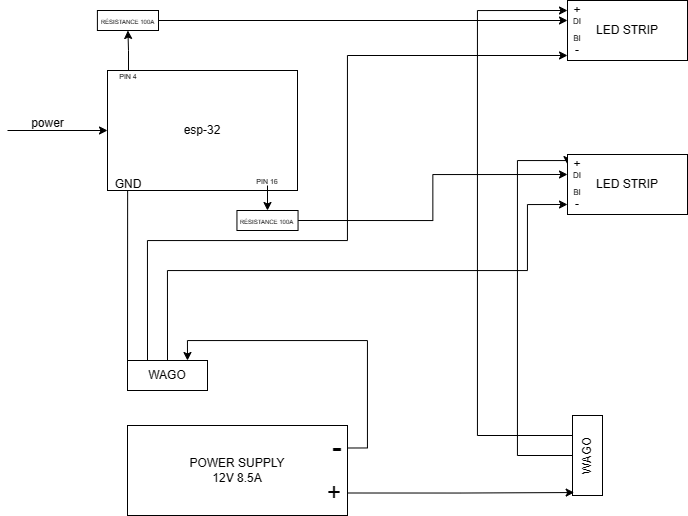 RÉSISTANCE 100A
PIN 4
+
DI
BI
-
LED STRIP
power
esp-32
GND
PIN 16
RÉSISTANCE 100A
+
DI
BI
-
LED STRIP
WAGO
POWER SUPPLY
12V 8.5A
-
+
WAGO